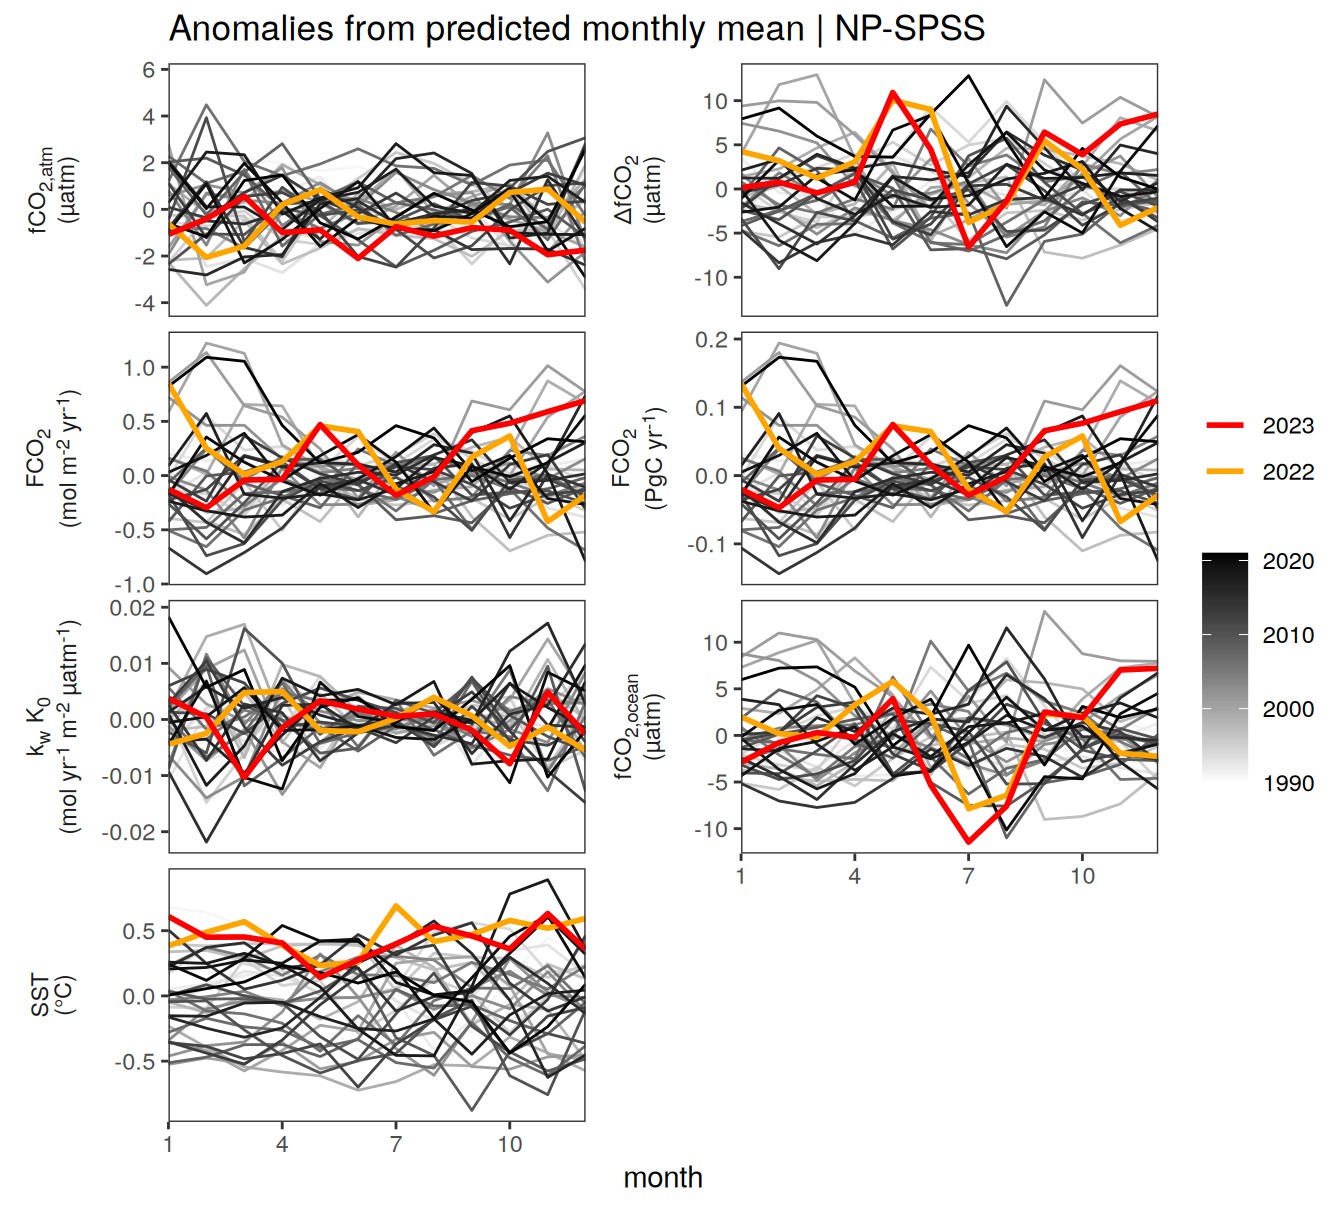 Anomalies from predicted monthly mean | NP-SPSS
fCO2,atm
(µatm)
6
4
2
0
-2
-4
ΔfCO2
(µatm)
10
5
0
-5
-10
FCO2
(mol m-2 yr-1)
1.0
0.5
0.0
-0.5
-1.0
FCO2
(PgC yr-1)
0.2
0.1
0.0
-0.1
kw K0
(mol yr-1 m-2 µatm-1)
0.02
0.01
0.00
-0.01
-0.02
fCO2,ocean
(µatm)
10
5
0
-5
-10
1 4 7 10
SST
(°C)
0.5
0.0
-0.5
1 4 7 10
month
2023
2022
2020
2010
2000
1990